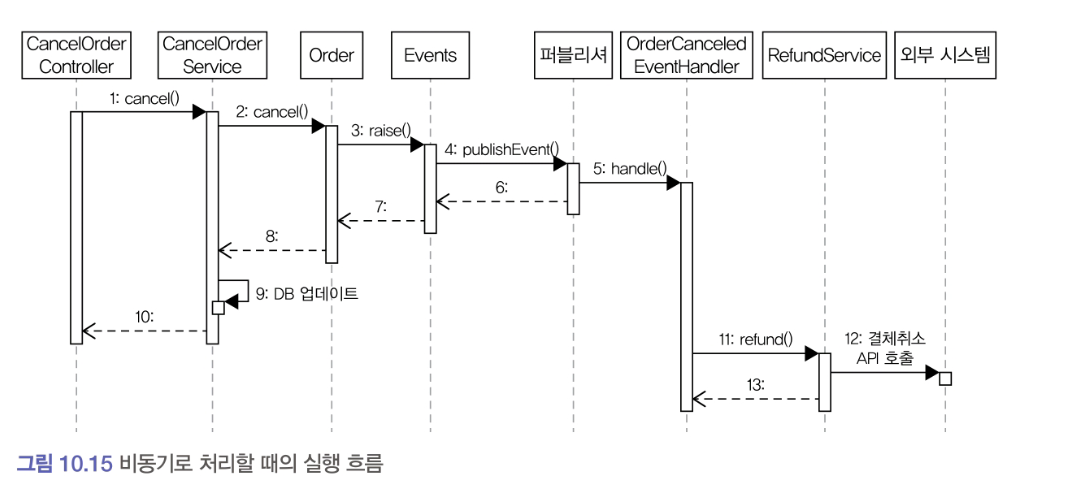 CancelOrder
Controller
CancelOrder
Service
Order
Events
퍼블리셔
OrderCanceled
EventHandler
RefundService
외부 시스템
1: cancel()
2: cancel()
3: raise()
4: publishEvent()
5: handle()
6:
7:
8:
9: DB 업데이트
10:
11: refund()
12: 결체취소
API 호출
13:
그림 10.15 비동기로 처리할 때의 실행 흐름